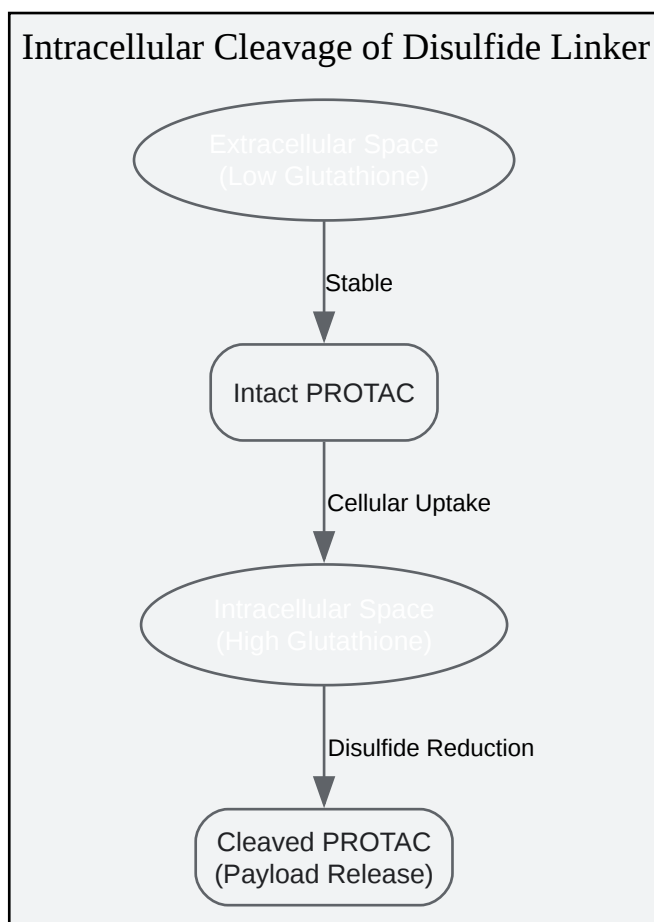 Intracellular Cleavage of Disulfide Linker
Extracellular Space
(Low Glutathione)
Stable
Intact PROTAC
Cellular Uptake
Intracellular Space
(High Glutathione)
Disulfide Reduction
Cleaved PROTAC
(Payload Release)